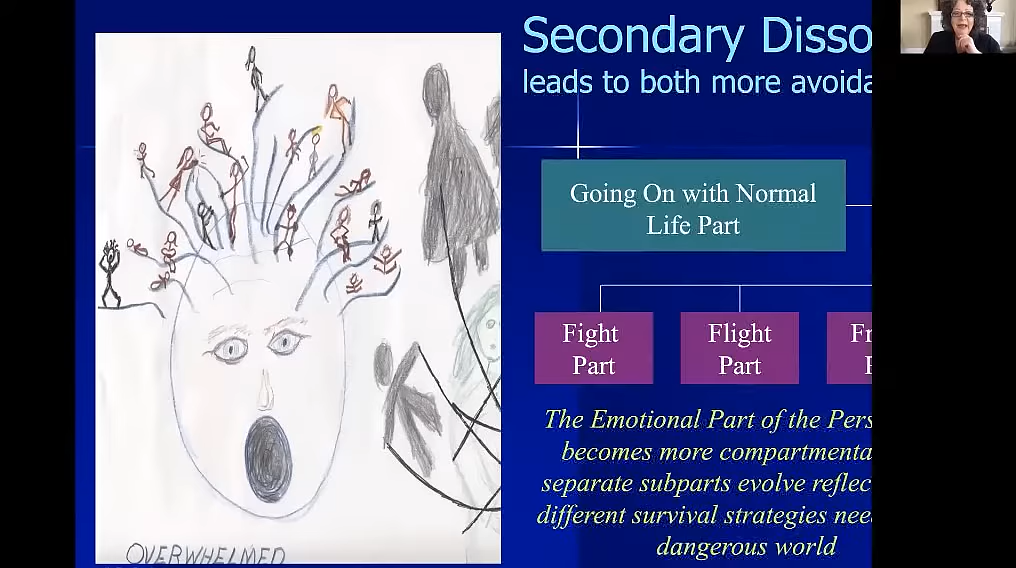 Secondary Disso
leads to both more avoida
Going On with Normal
Life Part
Fight
Part
Flight
Part
Fr
P
The Emotional Part of the Pers
becomes more compartmenta
separate subparts evolve reflec
different survival strategies nee
dangerous world
OVERWHELMED